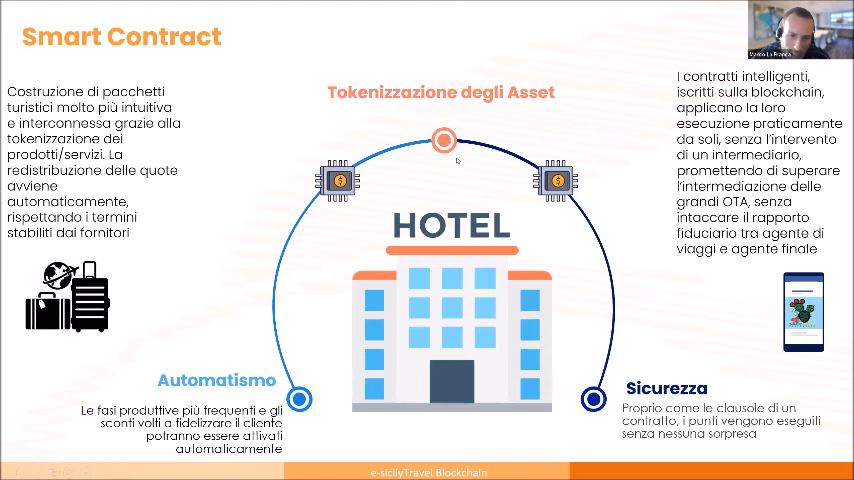 Smart Contract
Marco La Franca
Costruzione di pacchetti
turistici molto più intuitiva
e interconnessa grazie alla
tokenizzazione dei
prodotti/servizi. La
redistribuzione delle quote
avviene
automaticamente,
rispettando i termini
stabiliti dai fornitori
Tokenizzazione degli Asset
I contratti intelligenti,
iscritti sulla blockchain,
applicano la loro
esecuzione praticamente
da soli, senza l'intervento
di un intermediario,
promettendo di superare
l'intermediazione delle
grandi OTA, senza
intaccare il rapporto
fiduciario tra agente di
viaggi e agente finale
HOTEL
Automatismo
Le fasi produttive più frequenti e gli
sconti volti a fidelizzare il cliente
potranno essere attivati
automaticamente
Sicurezza
Proprio come le clausole di un
contratto, i punti vengono eseguiti
senza nessuna sorpresa
e-sicilyTravel Blockchain